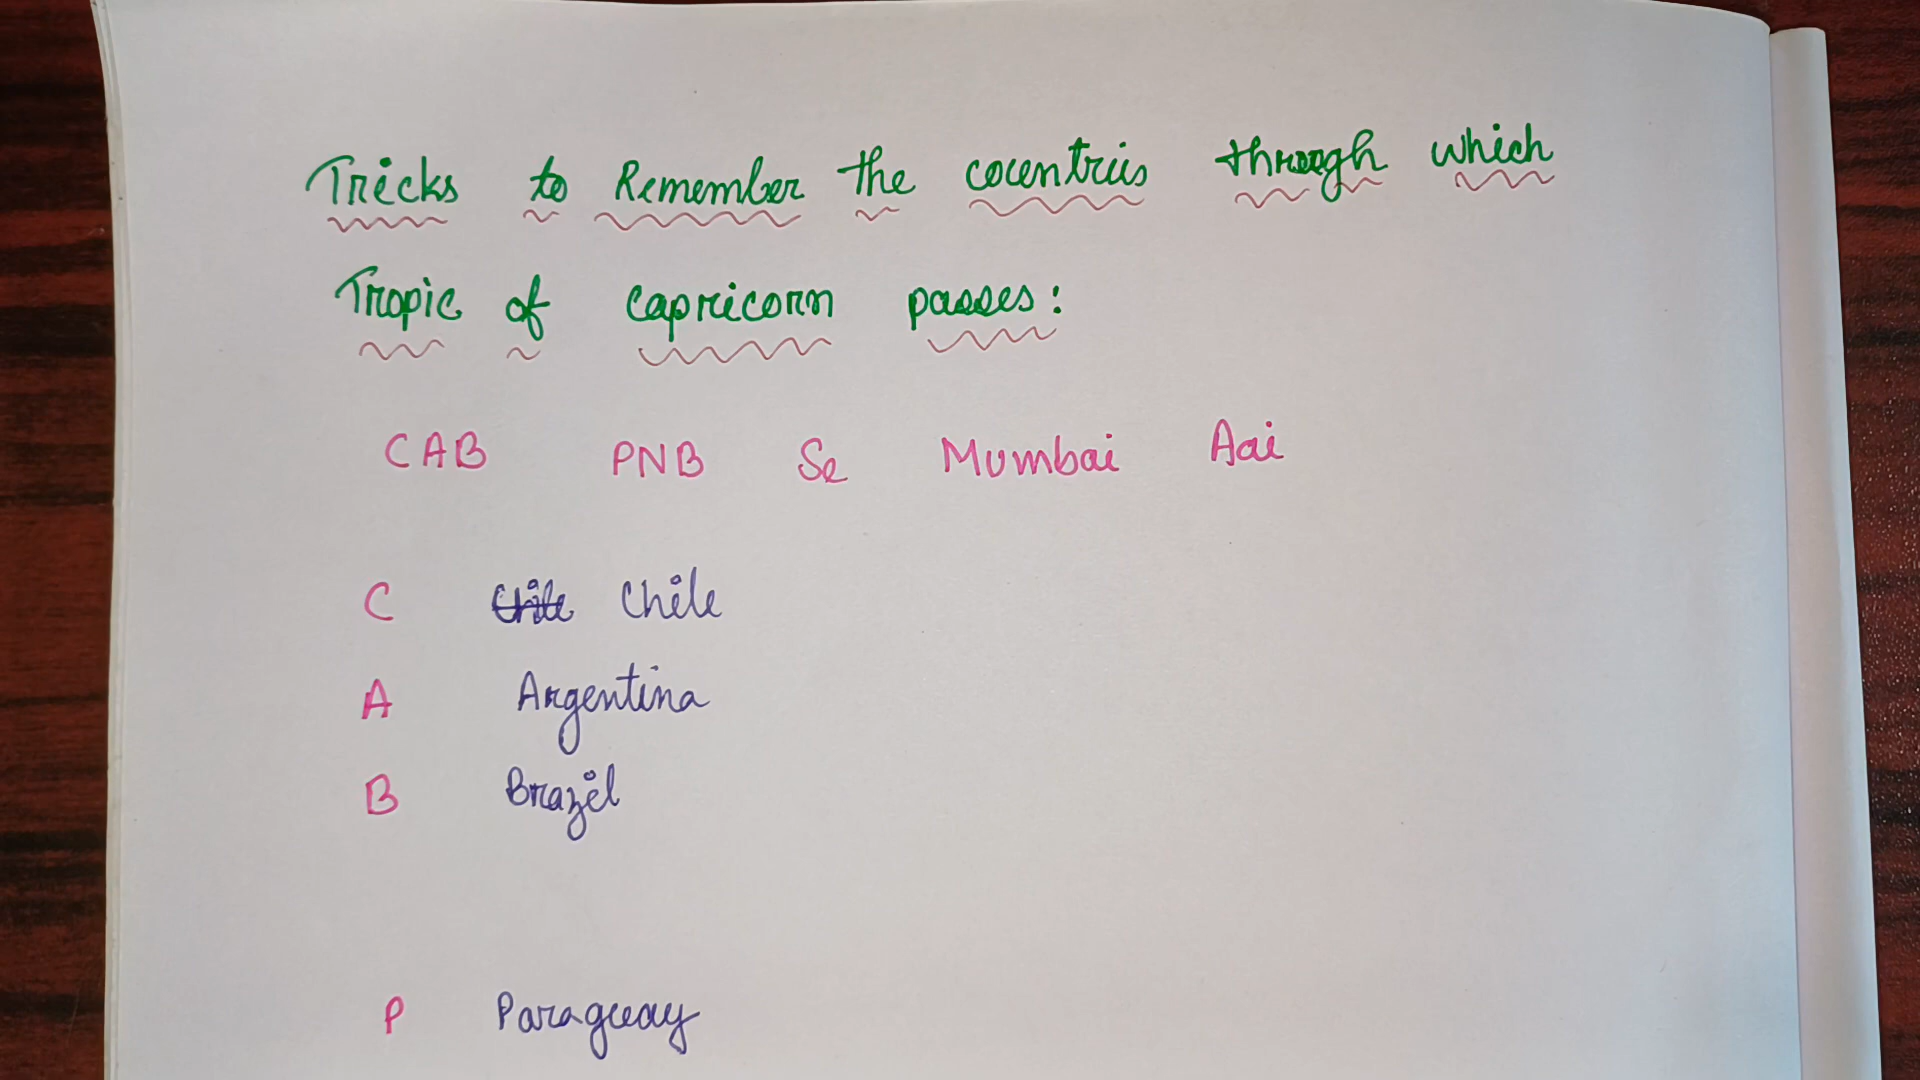 Tricks to Remember the cocentries through which
Tropic of Capricorn passes:
CAB PNB Se Mumbai Aai
C Chile Chile
A Argentina
B Brazil
P Paraguay